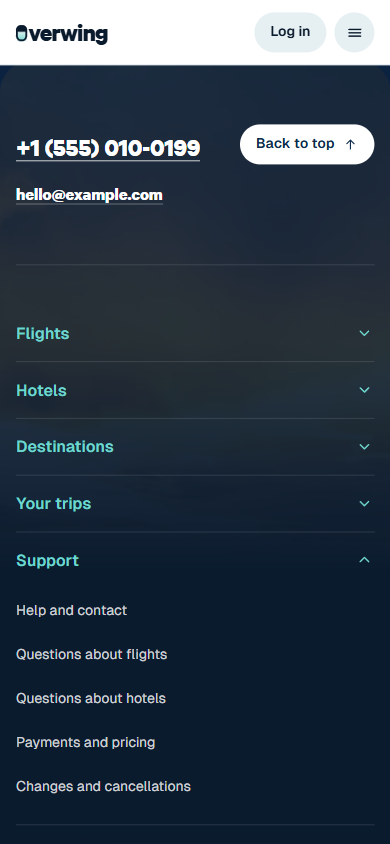 Overwing
Log in
+1 (555) 010-0199
Back to top
hello@example.com
Flights
Hotels
Destinations
Your trips
Support
Help and contact
Questions about flights
Questions about hotels
Payments and pricing
Changes and cancellations